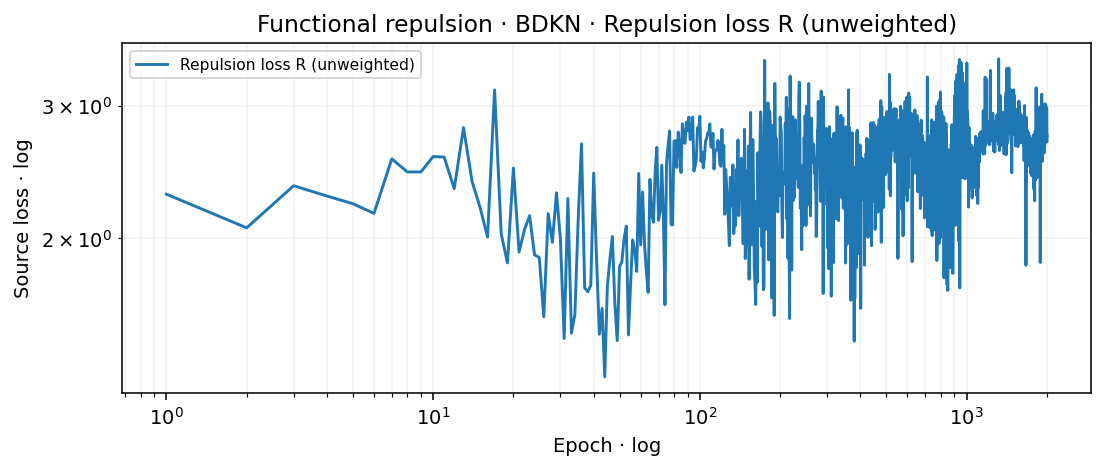 Functional repulsion · BDKN · Repulsion loss R (unweighted)
Repulsion loss R (unweighted)
3 × 10⁰
2 × 10⁰
Source loss · log
10⁰ 10¹ 10² 10³
Epoch · log